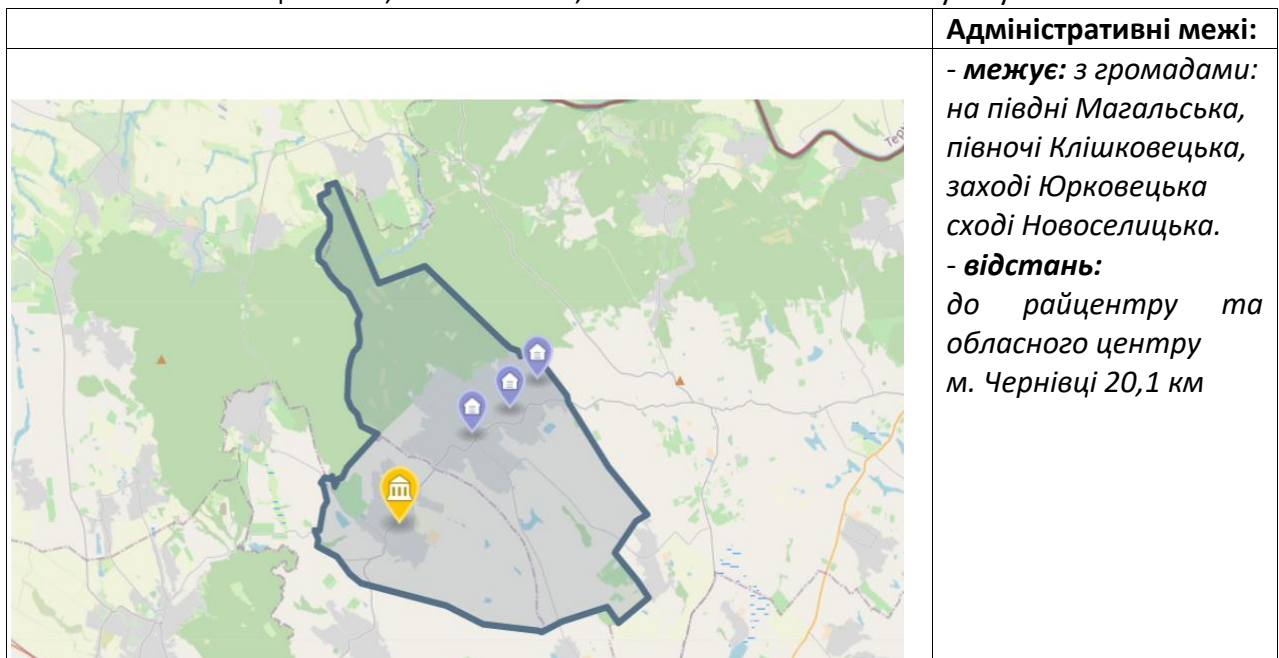 Адміністративні межі:
- межує: з громадами:
на півдні Магальська,
півночі Клішковецька,
заході Юрковецька
сході Новоселицька.
- відстань:
до райцентру та
обласного центру
м. Чернівці 20,1 км